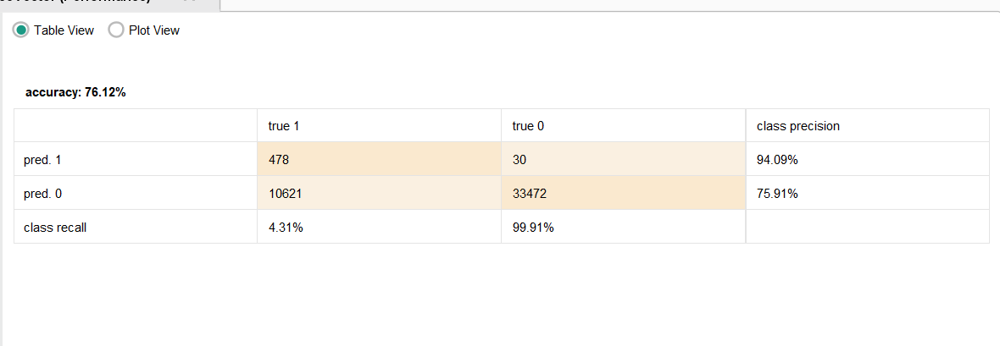 Table View Plot View
accuracy: 76.12%
true 1 true 0 class precision
pred. 1 478 30 94.09%
pred. 0 10621 33472 75.91%
class recall 4.31% 99.91%